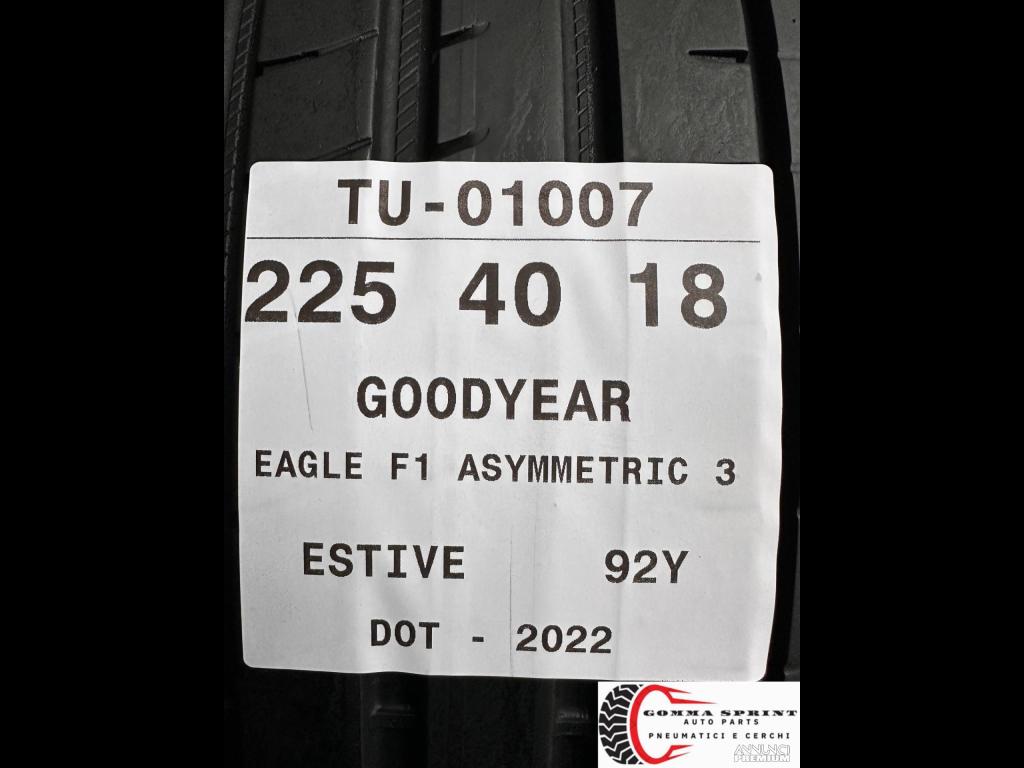 TU-01007
225 40 18
GOODYEAR
EAGLE F1 ASYMMETRIC 3
ESTIVE 92Y
DOT - 2022
GOMMA SPRINT
AUTO PARTS
PNEUMATICI E CERCHI
ANNUNCI
PREMIUM